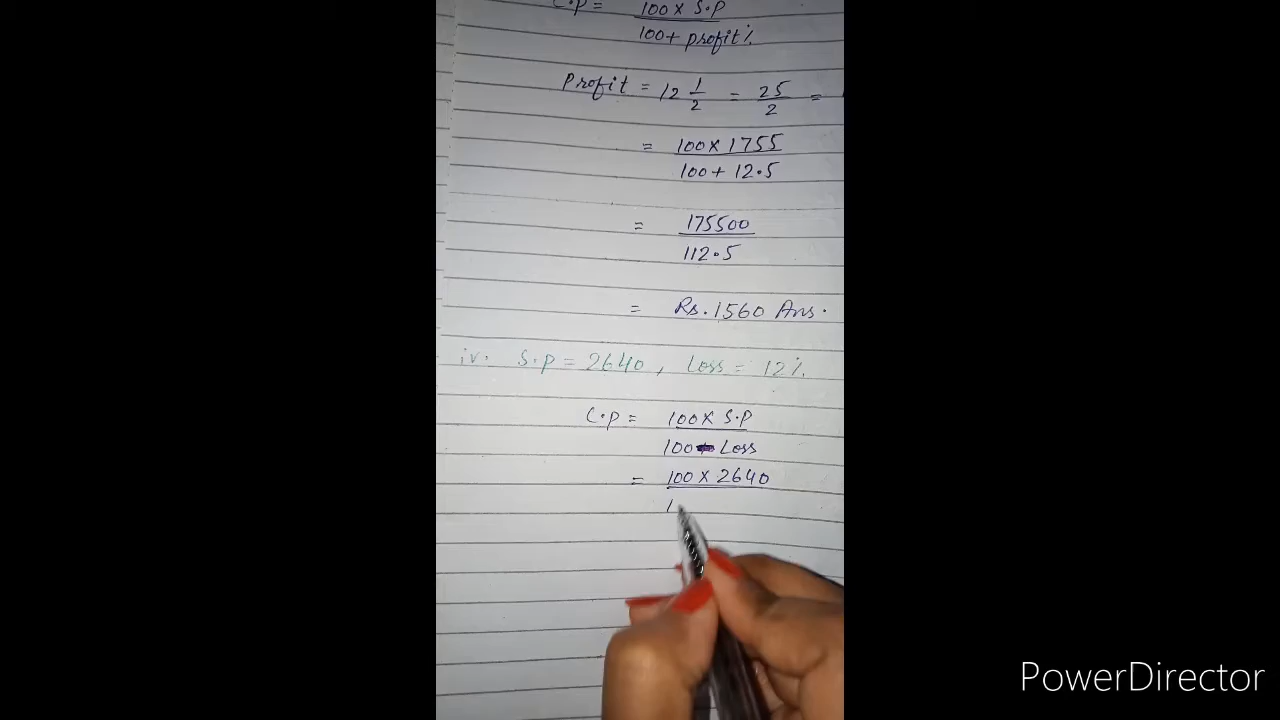 C.P = 100 × S.P
100 + profit%
Profit = 12 1/2 = 25/2 =
= 100 × 1755
100 + 12.5
= 175500
112.5
= Rs. 1560 Ans.
iv. S.P = 2640, Loss = 12%
C.P = 100 × S.P
100 - Loss
= 100 × 2640
1
PowerDirector